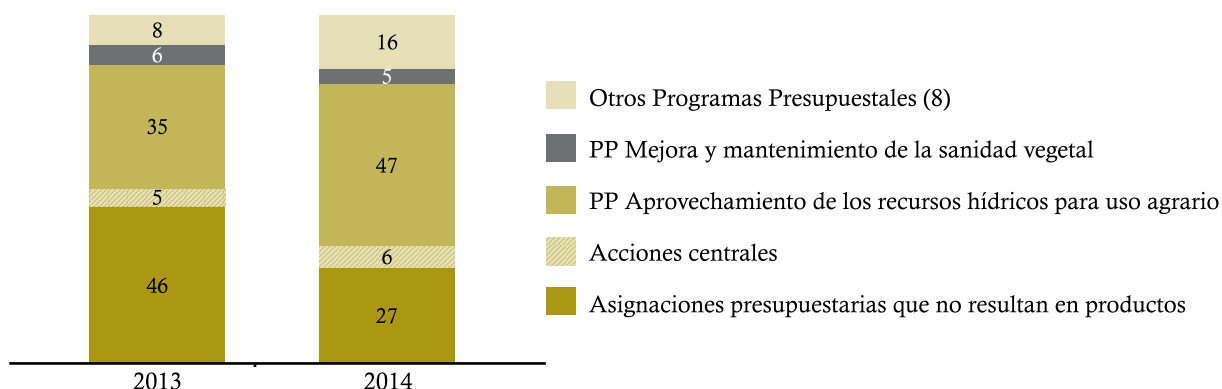 8
6
35
5
46
2013
16
5
47
6
27
2014
Otros Programas Presupuestales (8)
PP Mejora y mantenimiento de la sanidad vegetal
PP Aprovechamiento de los recursos hídricos para uso agrario
Acciones centrales
Asignaciones presupuestarias que no resultan en productos